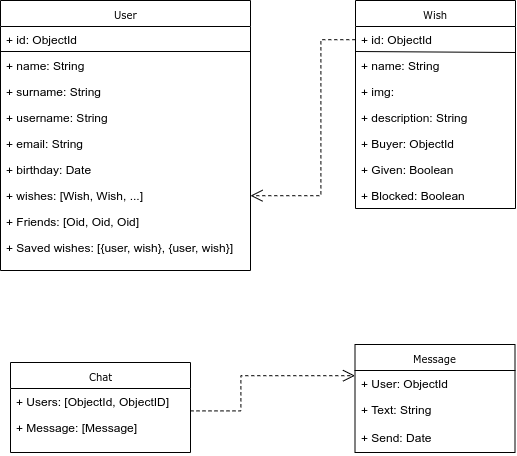 User
+ id: ObjectId
+ name: String
+ surname: String
+ username: String
+ email: String
+ birthday: Date
+ wishes: [Wish, Wish, ...]
+ Friends: [Oid, Oid, Oid]
+ Saved wishes: [{user, wish}, {user, wish}]
Wish
+ id: ObjectId
+ name: String
+ img:
+ description: String
+ Buyer: ObjectId
+ Given: Boolean
+ Blocked: Boolean
Chat
+ Users: [ObjectId, ObjectID]
+ Message: [Message]
Message
+ User: ObjectId
+ Text: String
+ Send: Date